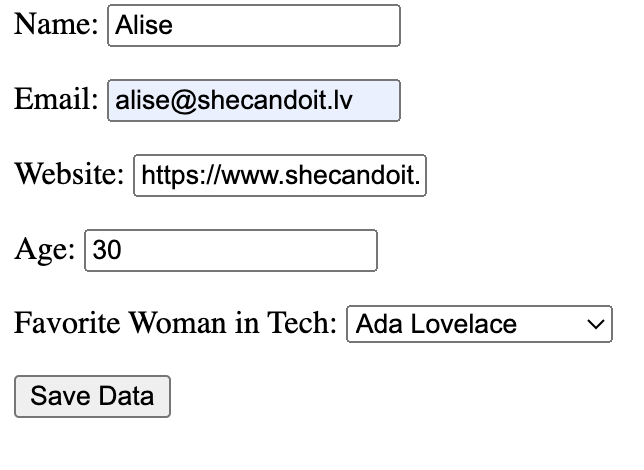 Name: Alise
Email: alise@shecandoit.lv
Website: https://www.shecandoit.
Age: 30
Favorite Woman in Tech: Ada Lovelace
Save Data